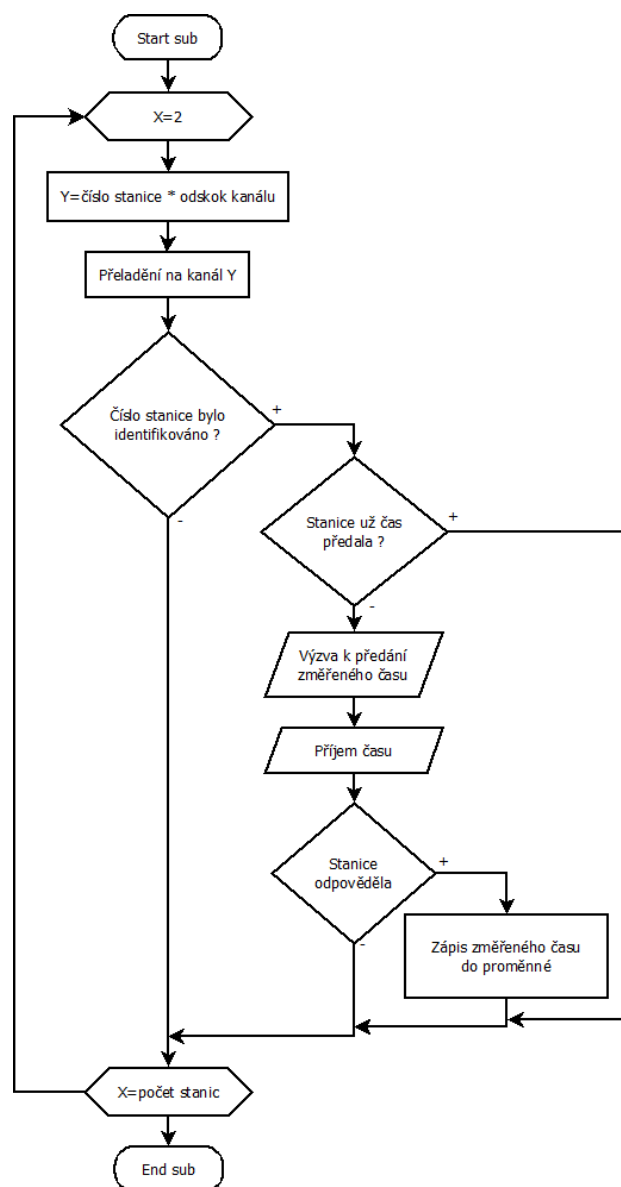 Start sub
X=2
Y=číslo stanice * odskok kanálu
Přeladění na kanál Y
Číslo stanice bylo
identifikováno ?
+
-
Stanice už čas
předala ?
+
-
Výzva k předání
změřeného času
Příjem času
Stanice
odpověděla
+
-
Zápis změřeného času
do proměnné
X=počet stanic
End sub